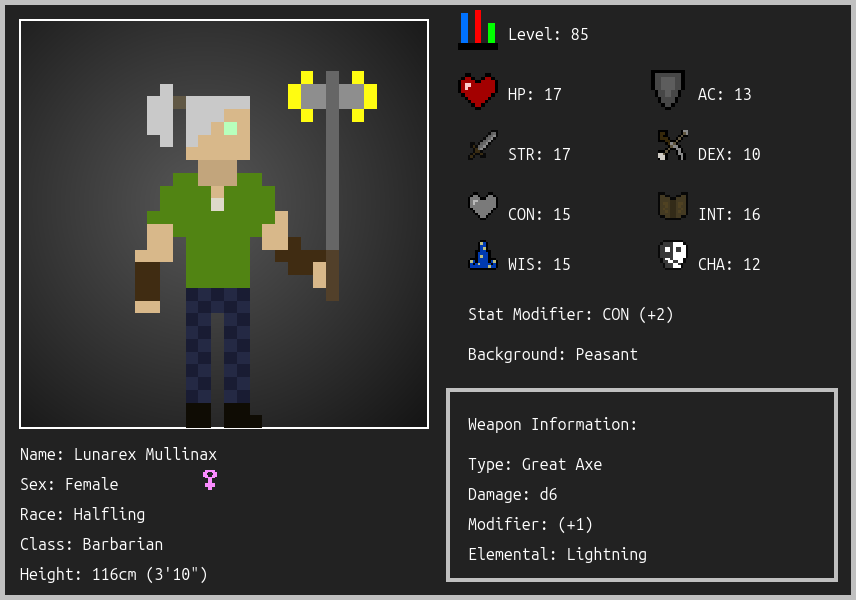 Level: 85
HP: 17
AC: 13
STR: 17
DEX: 10
CON: 15
INT: 16
WIS: 15
CHA: 12
Stat Modifier: CON (+2)
Background: Peasant
Weapon Information:
Type: Great Axe
Damage: d6
Modifier: (+1)
Elemental: Lightning
Name: Lunarex Mullinax
Sex: Female
Race: Halfling
Class: Barbarian
Height: 116cm (3'10")